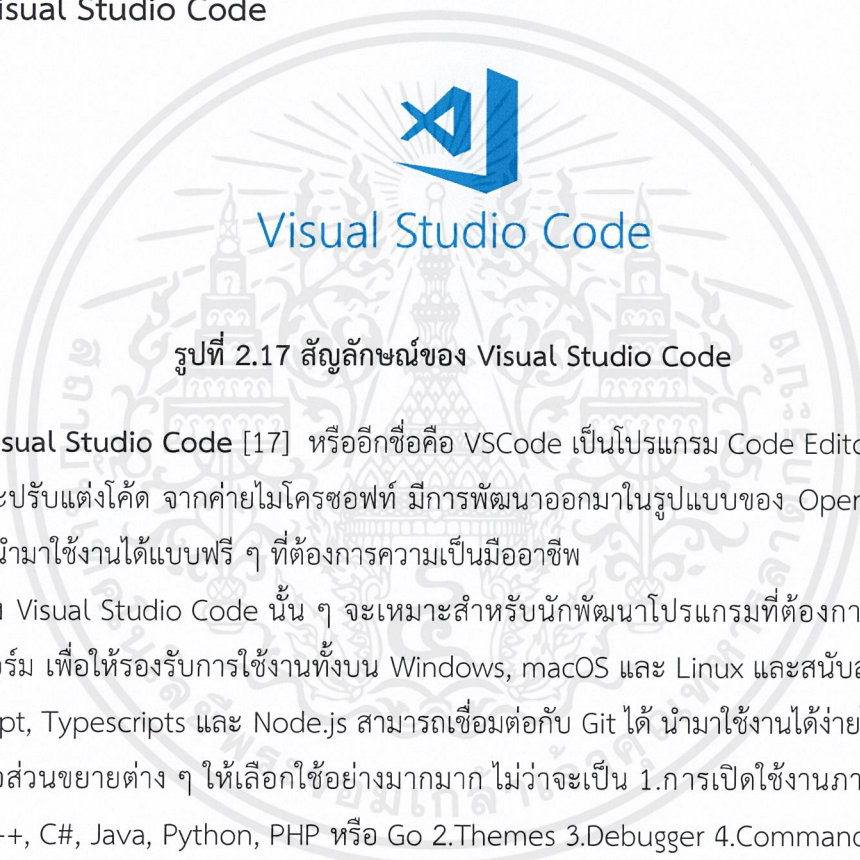 isual Studio Code
Visual Studio Code
รูปที่ 2.17 สัญลักษณ์ของ Visual Studio Code
sual Studio Code [17] หรืออีกชื่อคือ VSCode เป็นโปรแกรม Code Edito
ะปรับแต่งโค้ด จากค่ายไมโครซอฟท์ มีการพัฒนาออกมาในรูปแบบของ Oper
นำมาใช้งานได้แบบฟรี ๆ ที่ต้องการความเป็นมืออาชีพ
ง Visual Studio Code นั้น ๆ จะเหมาะสำหรับนักพัฒนาโปรแกรมที่ต้องกา
อร์ม เพื่อให้รองรับการใช้งานทั้งบน Windows, macOS และ Linux และสนับส
pt, Typescripts และ Node.js สามารถเชื่อมต่อกับ Git ได้ นำมาใช้งานได้ง่าย
อส่วนขยายต่าง ๆ ให้เลือกใช้อย่างมากมาก ไม่ว่าจะเป็น 1.การเปิดใช้งานภา
++, C#, Java, Python, PHP หรือ Go 2.Themes 3.Debugger 4.Command